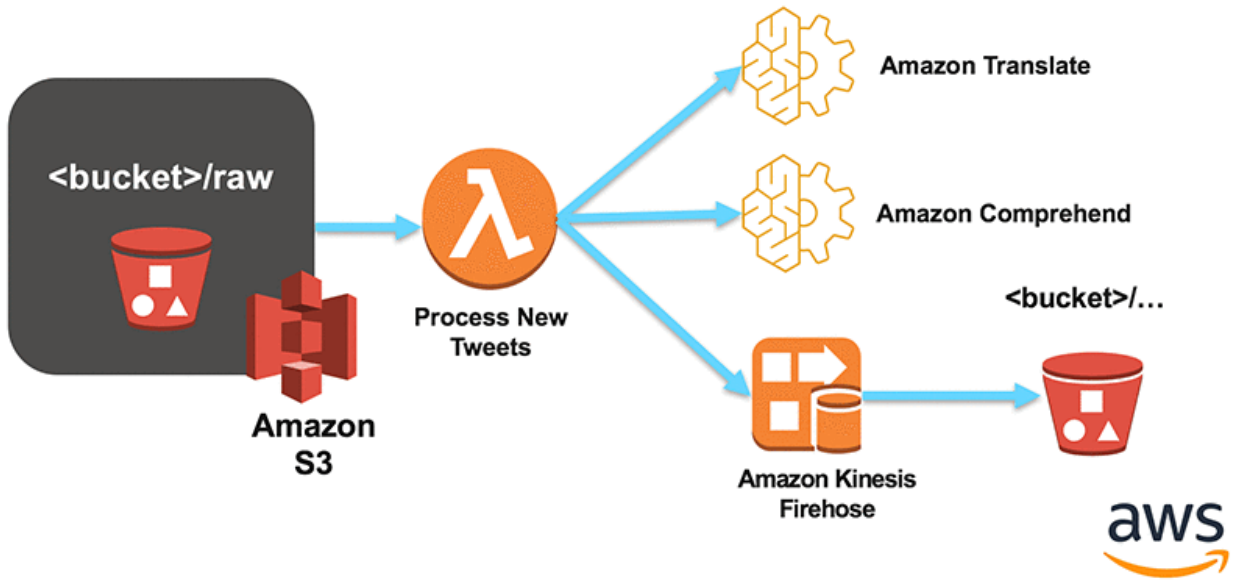 <bucket>/raw
Amazon
S3
Process New
Tweets
Amazon Translate
Amazon Comprehend
<bucket>/...
Amazon Kinesis
Firehose
aws